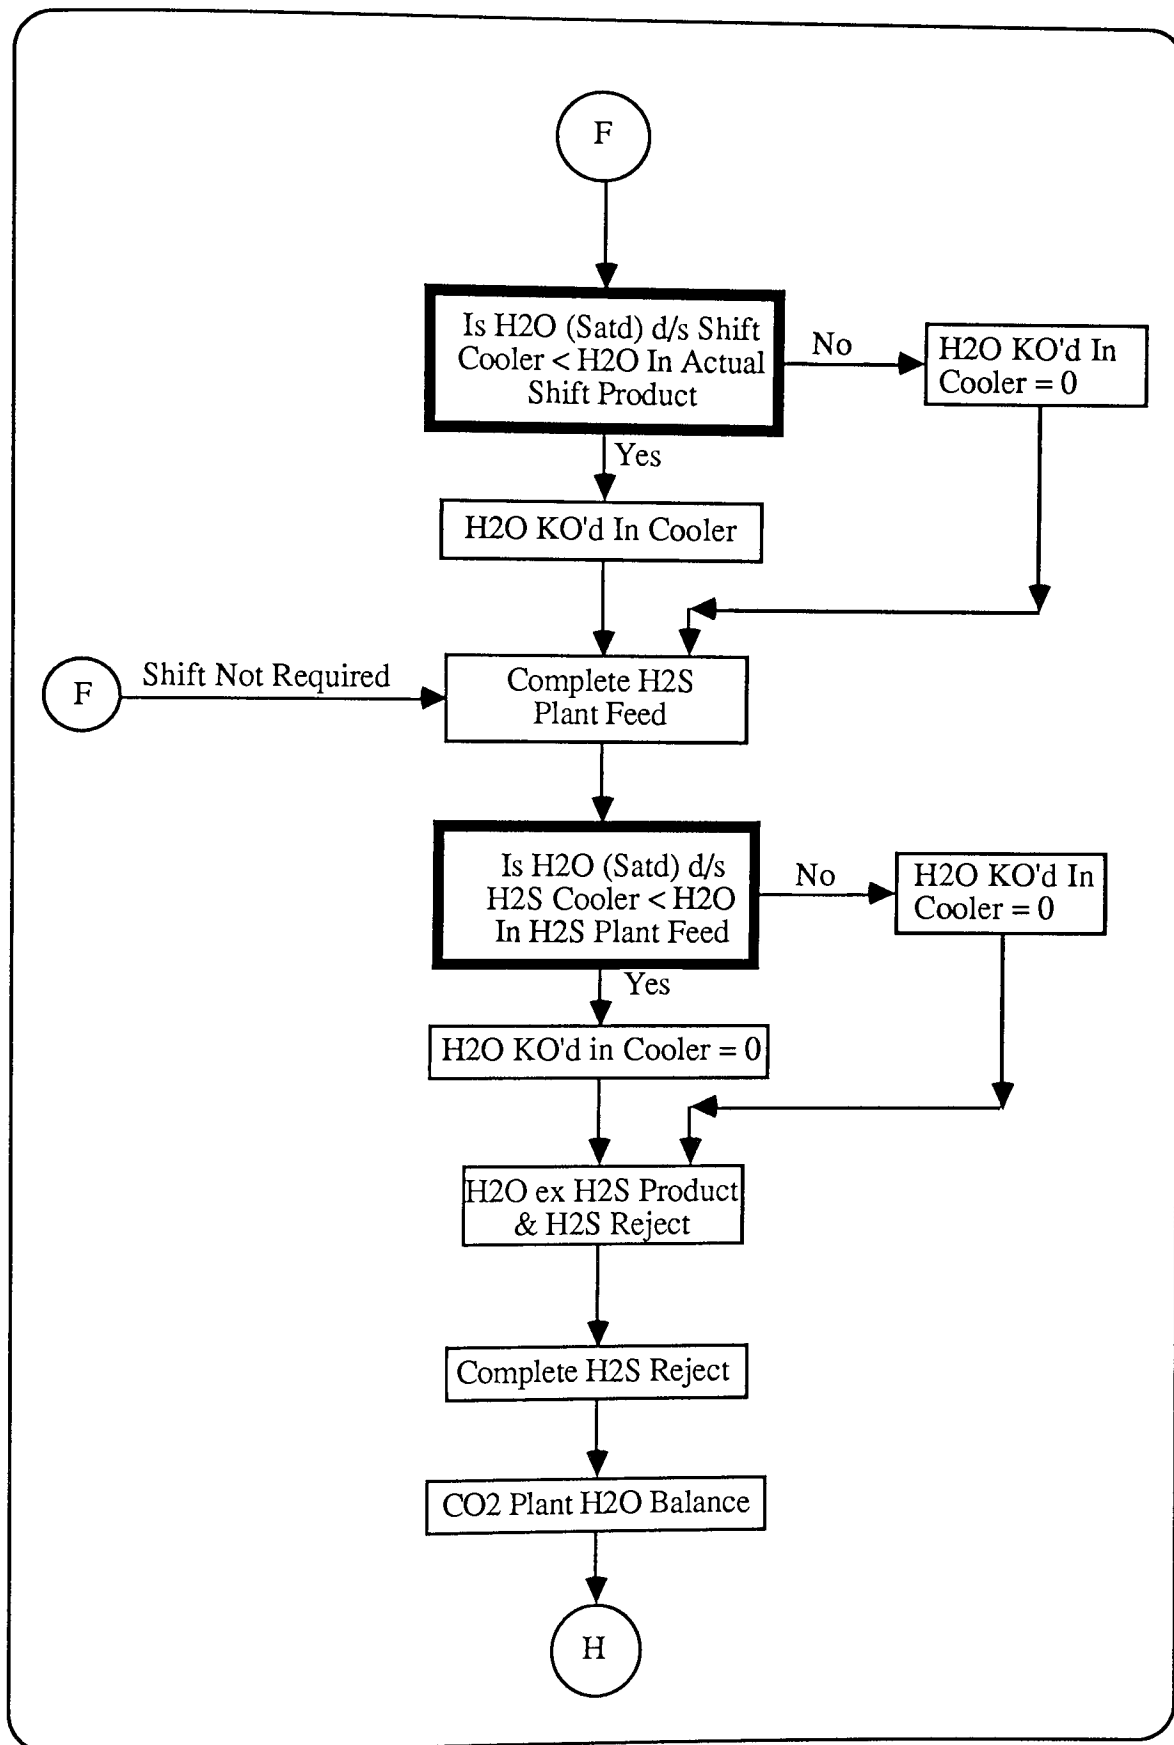 F
Is H2O (Satd) d/s Shift
Cooler < H2O In Actual
Shift Product
No
H2O KO'd In
Cooler = 0
Yes
H2O KO'd In Cooler
F
Shift Not Required
Complete H2S
Plant Feed
Is H2O (Satd) d/s
H2S Cooler < H2O
In H2S Plant Feed
No
H2O KO'd In
Cooler = 0
Yes
H2O KO'd in Cooler = 0
H2O ex H2S Product
& H2S Reject
Complete H2S Reject
CO2 Plant H2O Balance
H